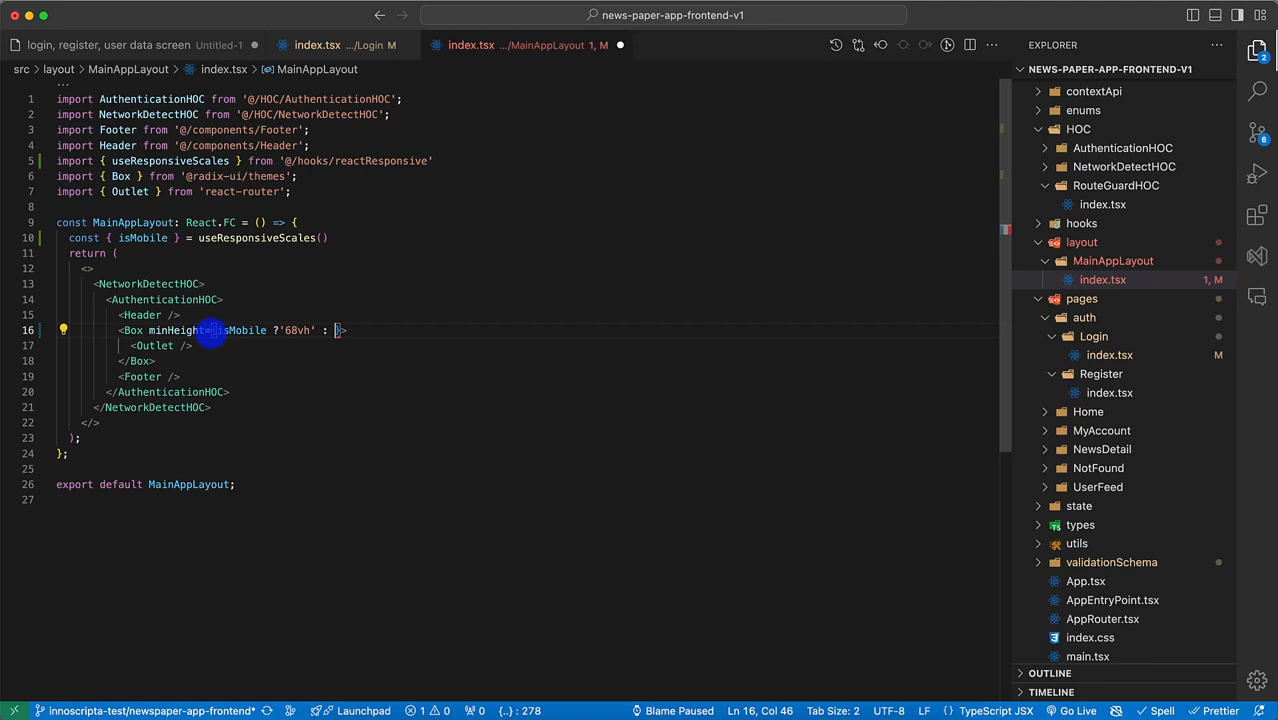 news-paper-app-frontend-v1
login, register, user data screen Untitled-1
index.tsx .../Login M
index.tsx .../MainAppLayout 1, M
src > layout > MainAppLayout > index.tsx > MainAppLayout
...
1 import AuthenticationHOC from '@/HOC/AuthenticationHOC';
2 import NetworkDetectHOC from '@/HOC/NetworkDetectHOC';
3 import Footer from '@/components/Footer';
4 import Header from '@/components/Header';
5 import { useResponsiveScales } from '@/hooks/reactResponsive'
6 import { Box } from '@radix-ui/themes';
7 import { Outlet } from 'react-router';
8
9 const MainAppLayout: React.FC = () => {
10 const { isMobile } = useResponsiveScales()
11 return (
12 <>
13 <NetworkDetectHOC>
14 <AuthenticationHOC>
15 <Header />
16 <Box minHeight={isMobile ?'68vh' : }>
17 <Outlet />
18 </Box>
19 <Footer />
20 </AuthenticationHOC>
21 </NetworkDetectHOC>
22 </>
23 );
24 };
25
26 export default MainAppLayout;
27
EXPLORER
NEWS-PAPER-APP-FRONTEND-V1
contextApi
enums
HOC
AuthenticationHOC
NetworkDetectHOC
RouteGuardHOC
index.tsx
hooks
layout
MainAppLayout
index.tsx 1, M
pages
auth
Login
index.tsx M
Register
index.tsx
Home
MyAccount
NewsDetail
NotFound
UserFeed
state
types
utils
validationSchema
App.tsx
AppEntryPoint.tsx
AppRouter.tsx
index.css
main.tsx
OUTLINE
TIMELINE
2
6
innoscripta-test/newspaper-app-frontend* Launchpad 1 0 0 {..} : 278 Blame Paused Ln 16, Col 46 Tab Size: 2 UTF-8 LF {} TypeScript JSX Go Live Spell Prettier